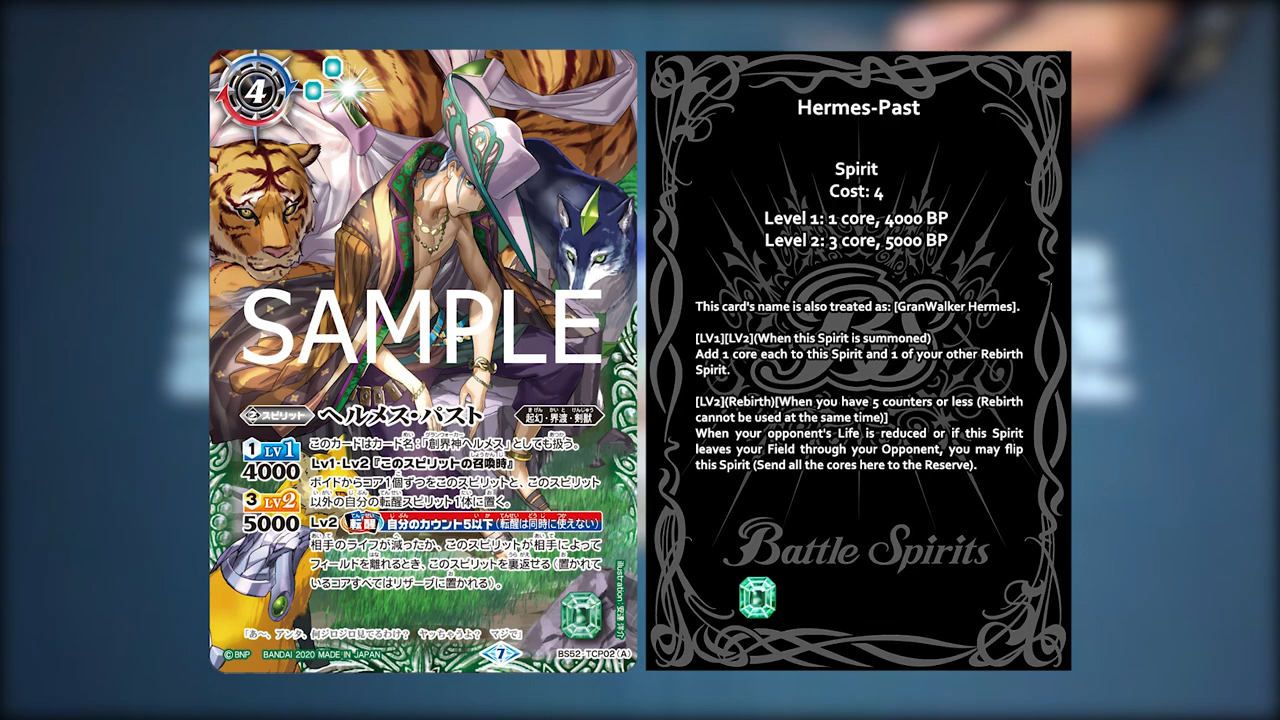 4
SAMPLE
スピリット
ヘルメス・パスト
起幻・界渡・剣獣
1 LV1
4000
3 LV2
5000
このカードはカード名：「創界神ヘルメス」としても扱う。
Lv1・Lv2『このスピリットの召喚時』
ボイドからコア1個ずつをこのスピリットと、このスピリット
以外の自分の転醒スピリット1体に置く。
Lv2 転醒 自分のカウント5以下(転醒は同時に使えない)
相手のライフが減ったか、このスピリットが相手によって
フィールドを離れるとき、このスピリットを裏返せる（置かれて
いるコアすべてはリザーブに置かれる）。
illustration: 安達洋介
「あ〜、アンタ、何ジロジロ見てるわけ？ ヤッちゃうよ？ マジで」
©BNP BANDAI 2020 MADE IN JAPAN
7
BS52-TCP02(A)
Hermes-Past
Spirit
Cost: 4
Level 1: 1 core, 4000 BP
Level 2: 3 core, 5000 BP
This card's name is also treated as: [GranWalker Hermes].
[LV1][LV2](When this Spirit is summoned)
Add 1 core each to this Spirit and 1 of your other Rebirth
Spirit.
[LV2](Rebirth)[When you have 5 counters or less (Rebirth
cannot be used at the same time)]
When your opponent's Life is reduced or if this Spirit
leaves your Field through your Opponent, you may flip
this Spirit (Send all the cores here to the Reserve).
Battle Spirits